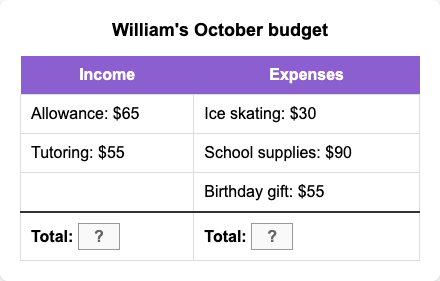 William's October budget
Income Expenses
Allowance: $65 Ice skating: $30
Tutoring: $55 School supplies: $90
Birthday gift: $55
Total: ? Total: ?